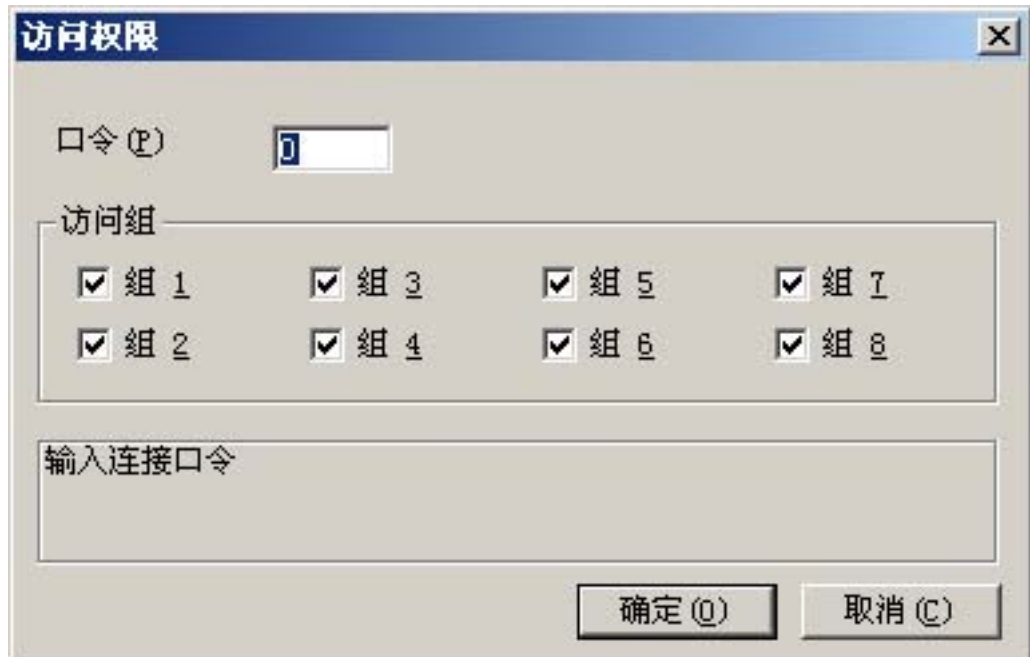 访问权限
口令(P) 0
访问组
组 1 组 3 组 5 组 7
组 2 组 4 组 6 组 8
输入连接口令
确定(O) 取消(C)